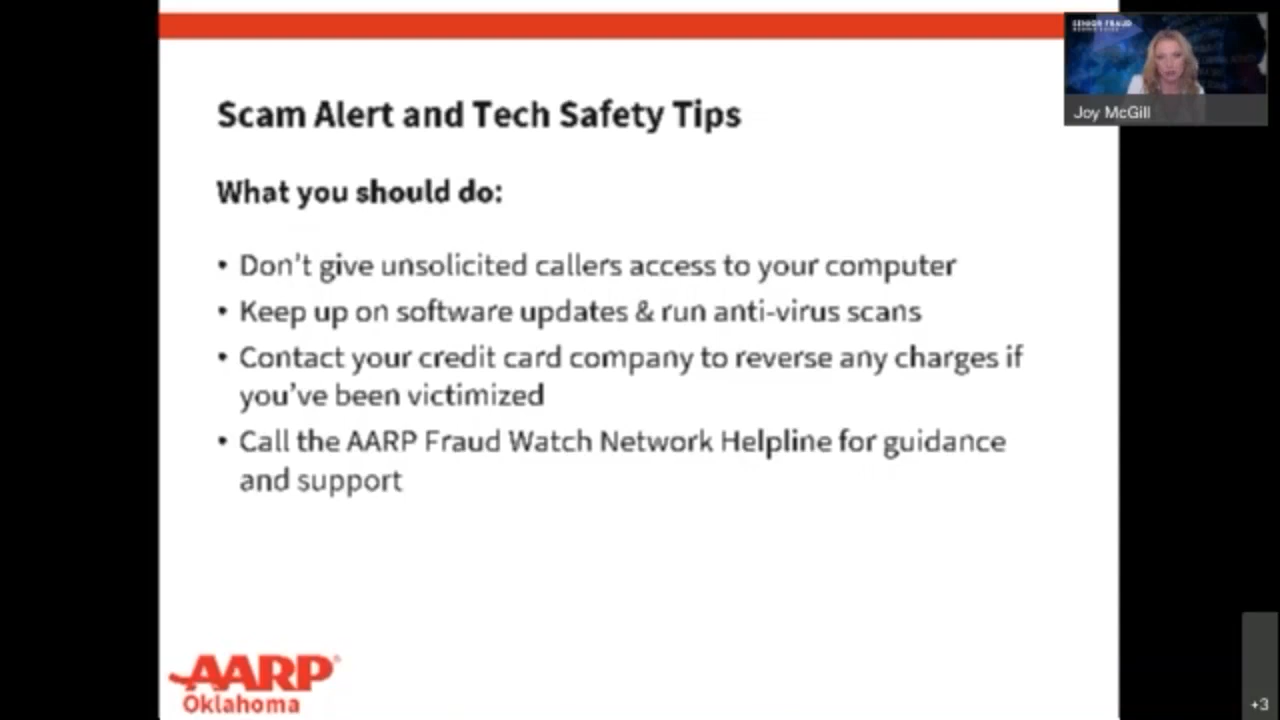 Scam Alert and Tech Safety Tips
What you should do:
• Don't give unsolicited callers access to your computer
• Keep up on software updates & run anti-virus scans
• Contact your credit card company to reverse any charges if
you've been victimized
• Call the AARP Fraud Watch Network Helpline for guidance
and support
AARP
Oklahoma
SENIOR FRAUD
Joy McGill
+3